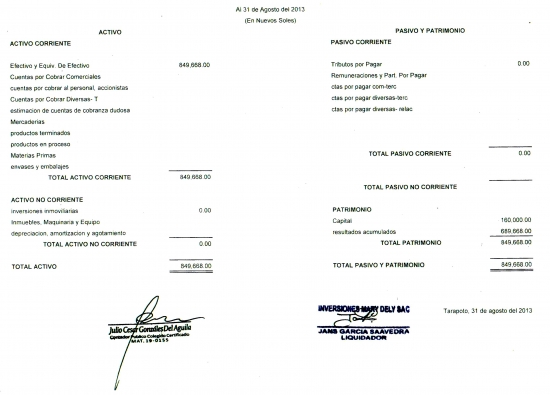 Al 31 de Agosto del 2013
(En Nuevos Soles)
ACTIVO
ACTIVO CORRIENTE
Efectivo y Equiv. De Efectivo 849,668.00
Cuentas por Cobrar Comerciales
cuentas por cobrar al personal, accionistas
Cuentas por Cobrar Diversas- T
estimacion de cuentas de cobranza dudosa
Mercaderias
productos terminados
productos en proceso
Materias Primas
envases y embalajes
TOTAL ACTIVO CORRIENTE 849,668.00
ACTIVO NO CORRIENTE
inversiones inmoviliarias 0.00
Inmuebles, Maquinaria y Equipo
depreciacion, amortizacion y agotamiento
TOTAL ACTIVO NO CORRIENTE 0.00
TOTAL ACTIVO 849,668.00
PASIVO Y PATRIMONIO
PASIVO CORRIENTE
Tributos por Pagar 0.00
Remuneraciones y Part. Por Pagar
ctas por pagar com-terc
ctas por pagar diversas-terc
ctas por pagar diversas- relac
TOTAL PASIVO CORRIENTE 0.00
TOTAL PASIVO NO CORRIENTE
PATRIMONIO
Capital 160,000.00
resultados acumulados 689,668.00
TOTAL PATRIMONIO 849,668.00
TOTAL PASIVO Y PATRIMONIO 849,668.00
Julio Cesar Gonzáles Del Aguila
Contador Público Colegiado Certificado
MAT. 19-0155
INVERSIONES MARY DELY SAC
JANS GARCIA SAAVEDRA
LIQUIDADOR
Tarapoto, 31 de agosto del 2013